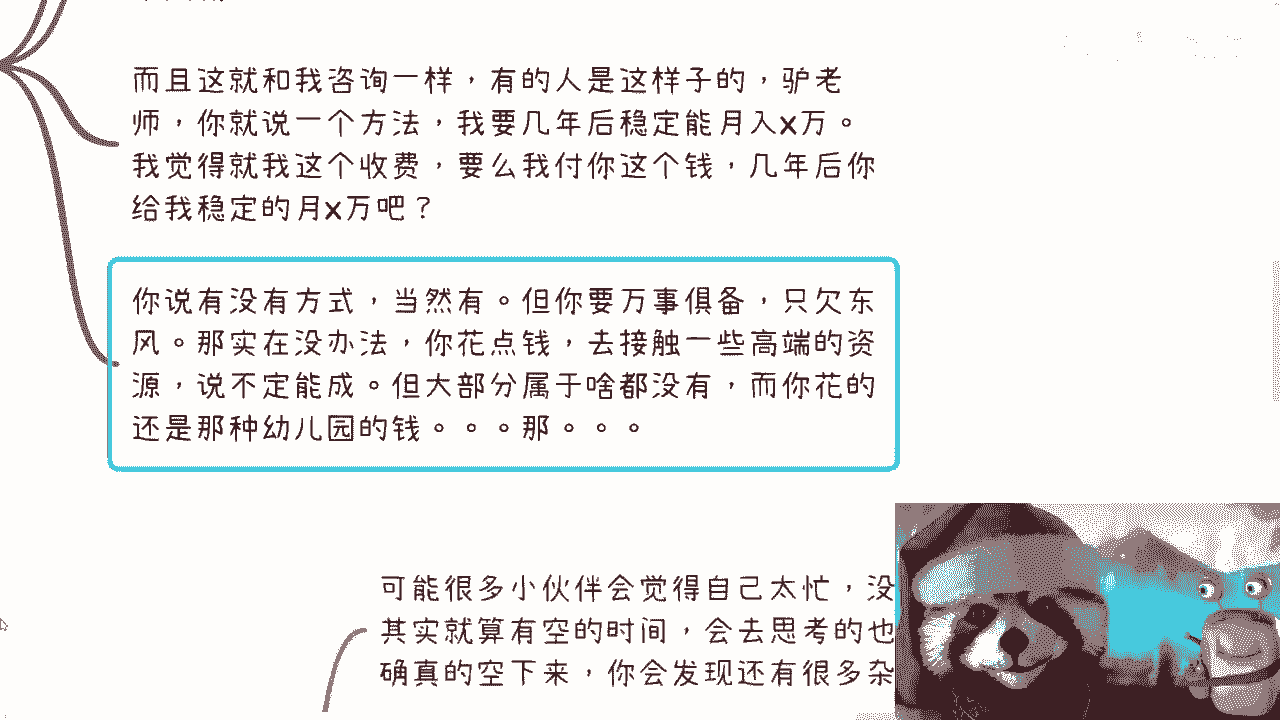 而且这就和我咨询一样，有的人是这样子的，驴老
师，你就说一个方法，我要几年后稳定能月入x万。
我觉得就我这个收费，要么我付你这个钱，几年后你
给我稳定的月x万吧？
你说有没有方式，当然有。但你要万事俱备，只欠东
风。那实在没办法，你花点钱，去接触一些高端的资
源，说不定能成。但大部分属于啥都没有，而你花的
还是那种幼儿园的钱。。。那。。。
可能很多小伙伴会觉得自己太忙，没
其实就算有空的时间，会去思考的也
确真的空下来，你会发现还有很多杂